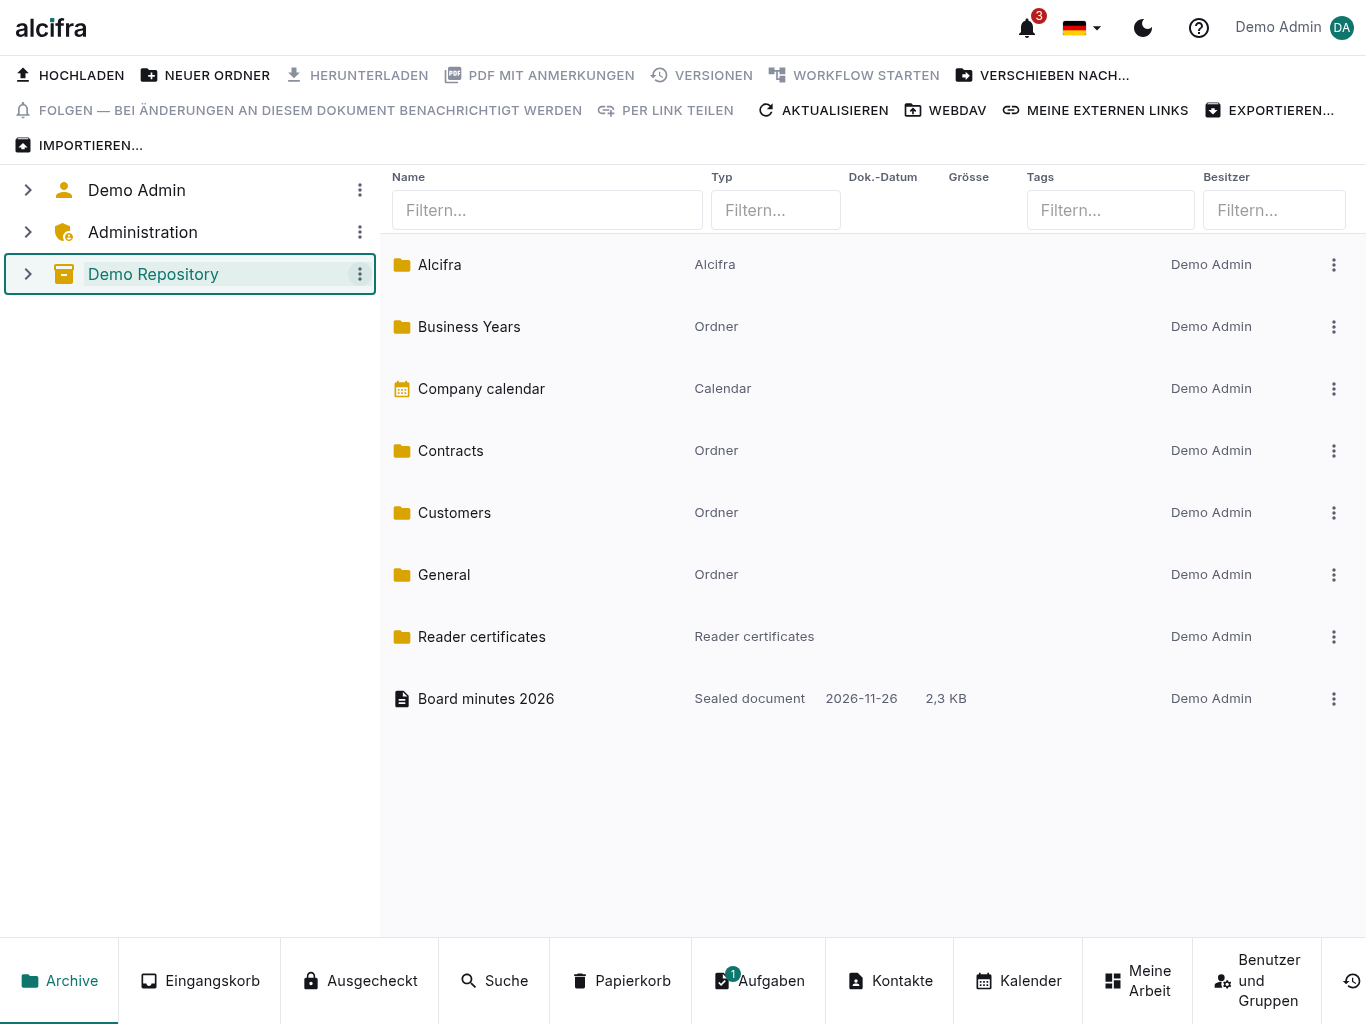 alcifra
3
Demo Admin DA
HOCHLADEN NEUER ORDNER HERUNTERLADEN PDF PDF MIT ANMERKUNGEN VERSIONEN WORKFLOW STARTEN VERSCHIEBEN NACH...
FOLGEN — BEI ÄNDERUNGEN AN DIESEM DOKUMENT BENACHRICHTIGT WERDEN PER LINK TEILEN AKTUALISIEREN WEBDAV MEINE EXTERNEN LINKS EXPORTIEREN...
IMPORTIEREN...
Demo Admin
Administration
Demo Repository
Name Typ Dok.-Datum Grösse Tags Besitzer
Filtern... Filtern... Filtern... Filtern...
Alcifra Alcifra Demo Admin
Business Years Ordner Demo Admin
Company calendar Calendar Demo Admin
Contracts Ordner Demo Admin
Customers Ordner Demo Admin
General Ordner Demo Admin
Reader certificates Reader certificates Demo Admin
Board minutes 2026 Sealed document 2026-11-26 2,3 KB Demo Admin
Archive
Eingangskorb
Ausgecheckt
Suche
Papierkorb
1
Aufgaben
Kontakte
Kalender
Meine
Arbeit
Benutzer
und
Gruppen